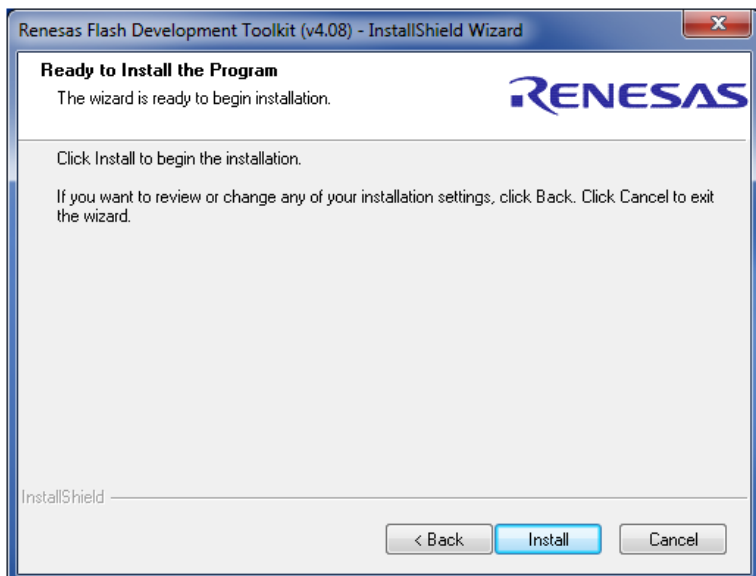 Renesas Flash Development Toolkit (v4.08) - InstallShield Wizard
Ready to Install the Program
The wizard is ready to begin installation.
RENESAS
Click Install to begin the installation.
If you want to review or change any of your installation settings, click Back. Click Cancel to exit
the wizard.
InstallShield
< Back
Install
Cancel